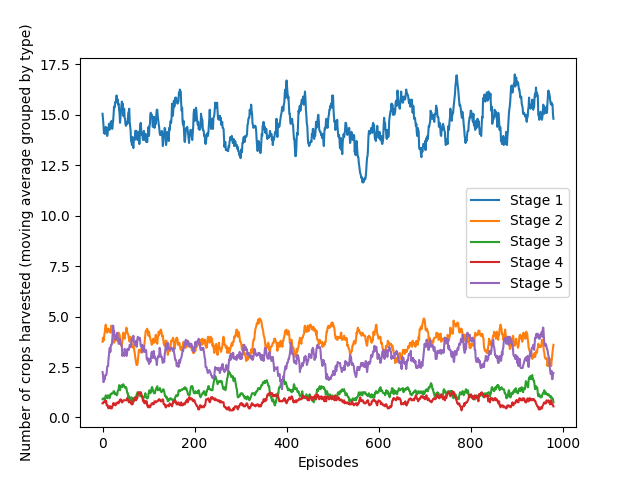 Number of crops harvested (moving average grouped by type)
17.5
15.0
12.5
10.0
7.5
5.0
2.5
0.0
Stage 1
Stage 2
Stage 3
Stage 4
Stage 5
0 200 400 600 800 1000
Episodes